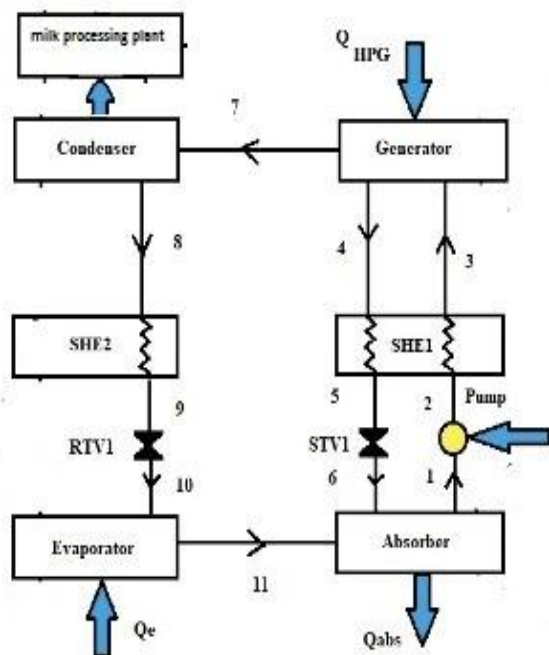 milk processing plant
Q
HPG
7
Condenser
Generator
8
4
3
SHE2
SHE1
9
5
2
Pump
RTV1
STV1
10
6
1
Evaporator
Absorber
11
Qe
Qabs